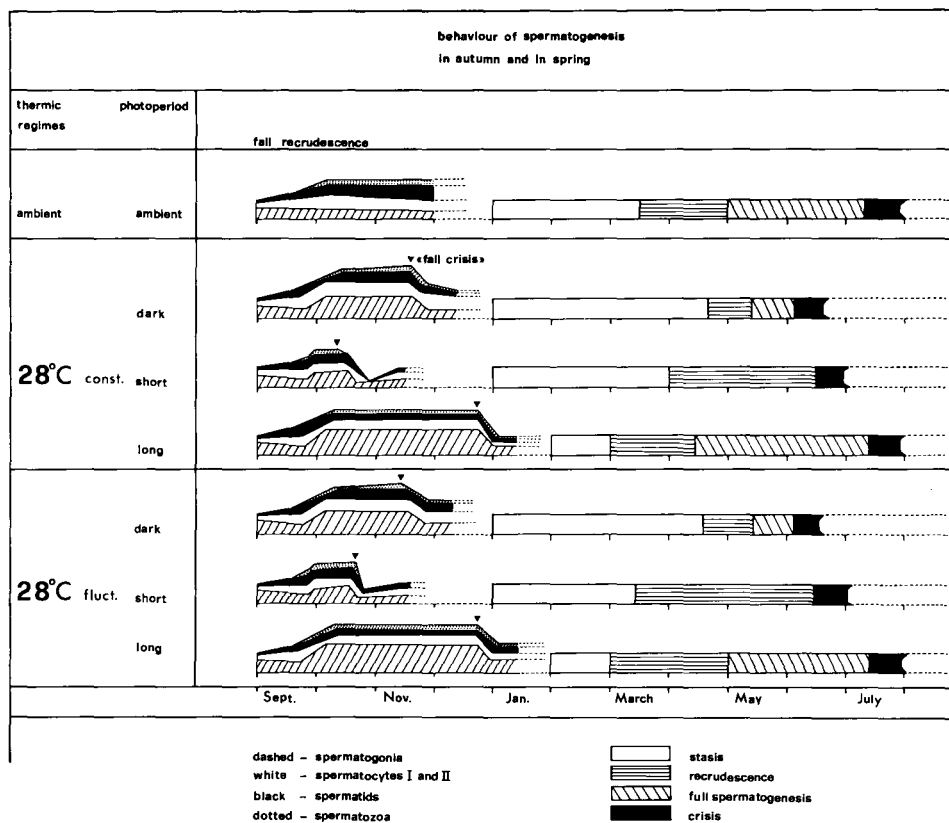 behaviour of spermatogenesis
in autumn and in spring
thermic photoperiod
regimes
fall recrudescence
ambient ambient
«fall crisis»
dark
28°C const. short
long
dark
28°C fluct. short
long
Sept. Nov. Jan. March May July
dashed – spermatogonia
white – spermatocytes I and II
black – spermatids
dotted – spermatozoa
stasis
recrudescence
full spermatogenesis
crisis